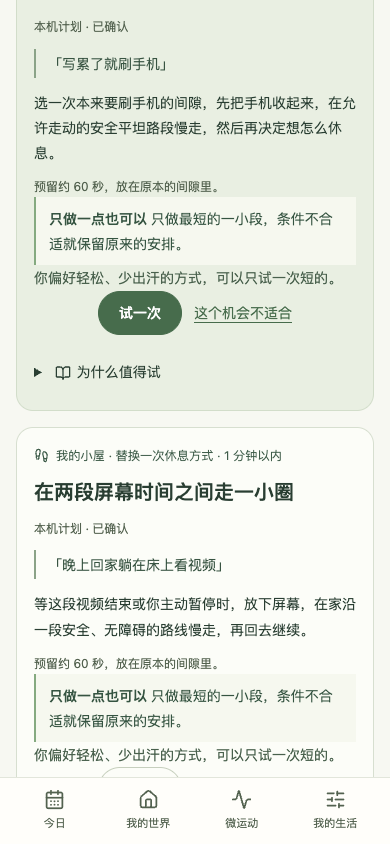 本机计划 · 已确认
「写累了就刷手机」
选一次本来要刷手机的间隙，先把手机收起来，在允
许走动的安全平坦路段慢走，然后再决定想怎么休
息。
预留约 60 秒，放在原本的间隙里。
只做一点也可以 只做最短的一小段，条件不合
适就保留原来的安排。
你偏好轻松、少出汗的方式，可以只试一次短的。
试一次 这个机会不适合
为什么值得试
我的小屋 · 替换一次休息方式 · 1 分钟以内
在两段屏幕时间之间走一小圈
本机计划 · 已确认
「晚上回家躺在床上看视频」
等这段视频结束或你主动暂停时，放下屏幕，在家沿
一段安全、无障碍的路线慢走，再回去继续。
预留约 60 秒，放在原本的间隙里。
只做一点也可以 只做最短的一小段，条件不合
适就保留原来的安排。
你偏好轻松、少出汗的方式，可以只试一次短的。
今日 我的世界 微运动 我的生活